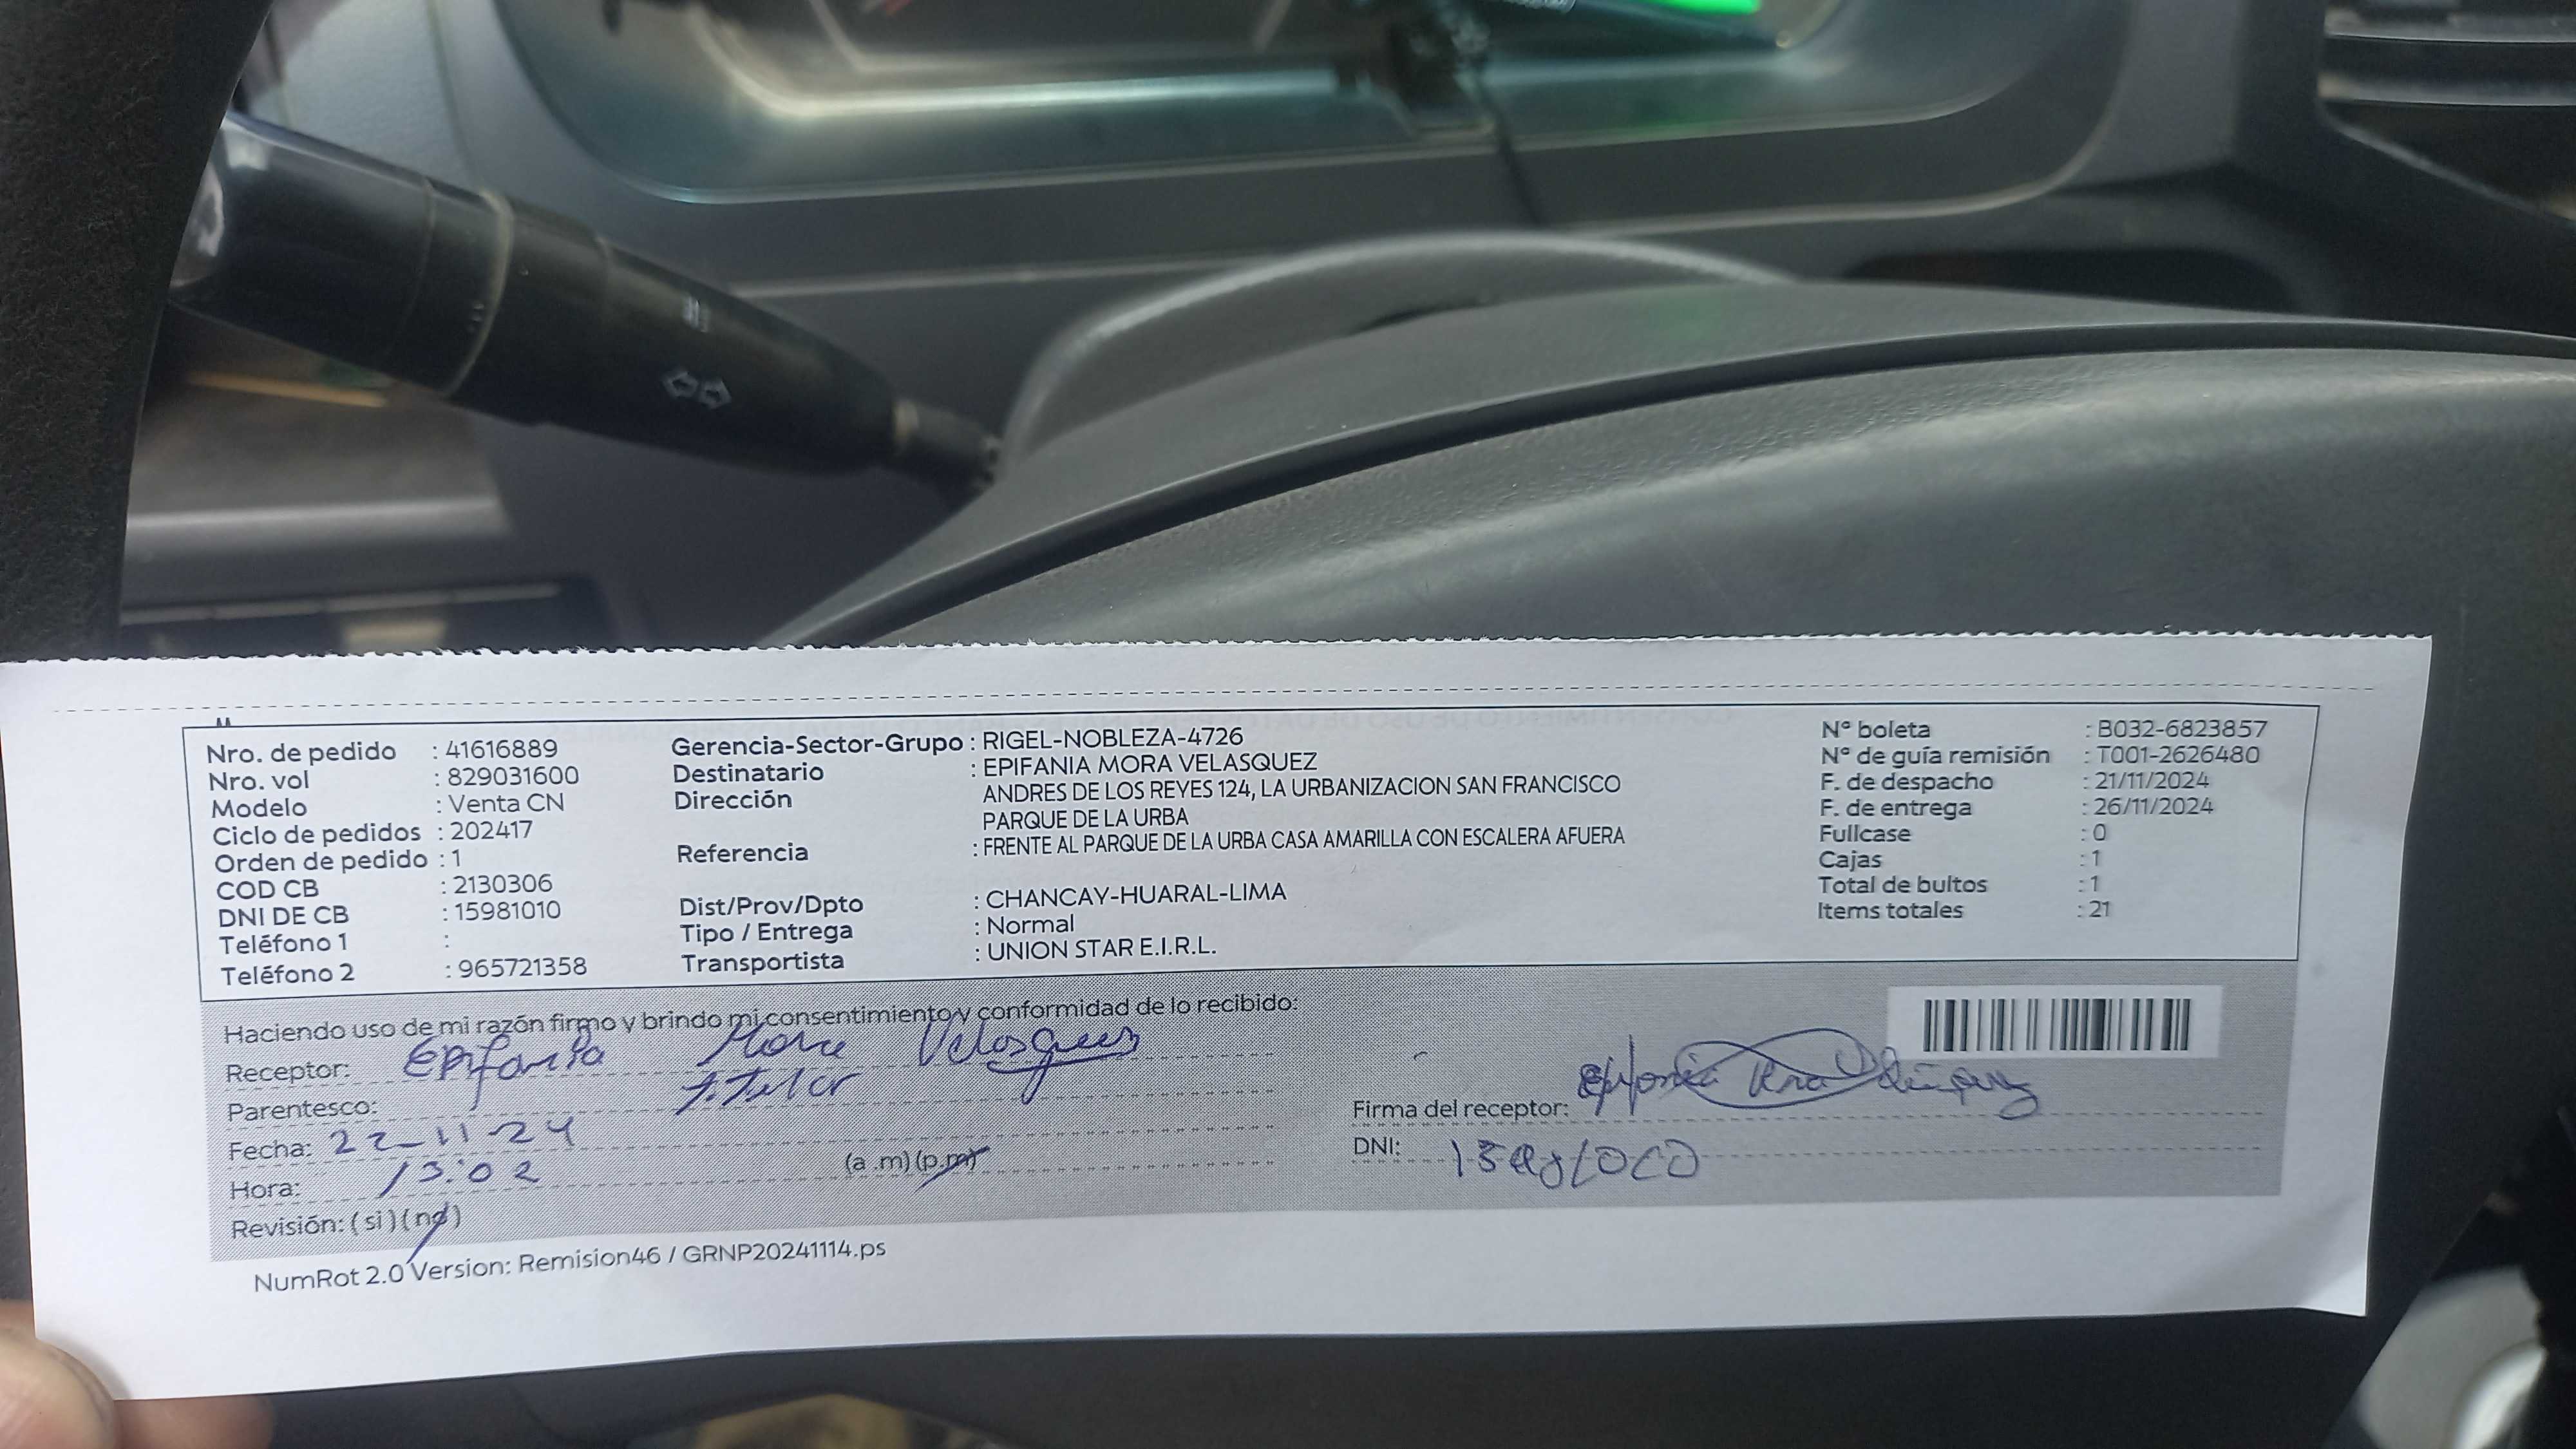 Nro. de pedido : 41616889
Nro. vol : 829031600
Modelo : Venta CN
Ciclo de pedidos : 202417
Orden de pedido : 1
COD CB : 2130306
DNI DE CB : 15981010
Teléfono 1 :
Teléfono 2 : 965721358
Gerencia-Sector-Grupo : RIGEL-NOBLEZA-4726
Destinatario : EPIFANIA MORA VELASQUEZ
Dirección ANDRES DE LOS REYES 124, LA URBANIZACION SAN FRANCISCO
PARQUE DE LA URBA
Referencia : FRENTE AL PARQUE DE LA URBA CASA AMARILLA CON ESCALERA AFUERA
Dist/Prov/Dpto : CHANCAY-HUARAL-LIMA
Tipo / Entrega : Normal
Transportista : UNION STAR E.I.R.L.
Nº boleta : B032-6823857
Nº de guía remisión : T001-2626480
F. de despacho : 21/11/2024
F. de entrega : 26/11/2024
Fullcase : 0
Cajas : 1
Total de bultos : 1
Items totales : 21
Haciendo uso de mi razón firmo y brindo mi consentimiento y conformidad de lo recibido:
Receptor: Epifania Mora Velasquez
Parentesco: titular
Fecha: 22-11-24
Hora: 13:02 (a .m) (p.m)
Revisión: ( si ) ( no )
Firma del receptor:
DNI: 15981010
NumRot 2.0 Version: Remision46 / GRNP20241114.ps